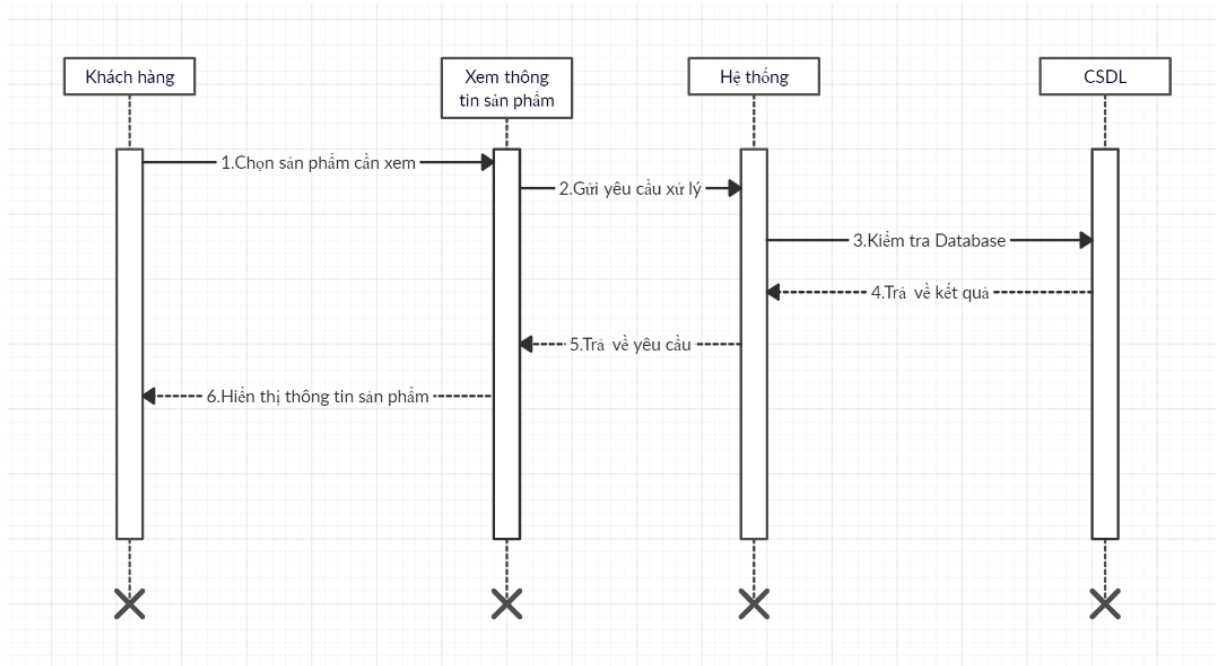 Khách hàng
Xem thông
tin sản phẩm
Hệ thống
CSDL
1.Chọn sản phẩm cần xem
2.Gửi yêu cầu xử lý
3.Kiểm tra Database
4.Trả về kết quả
5.Trả về yêu cầu
6.Hiển thị thông tin sản phẩm